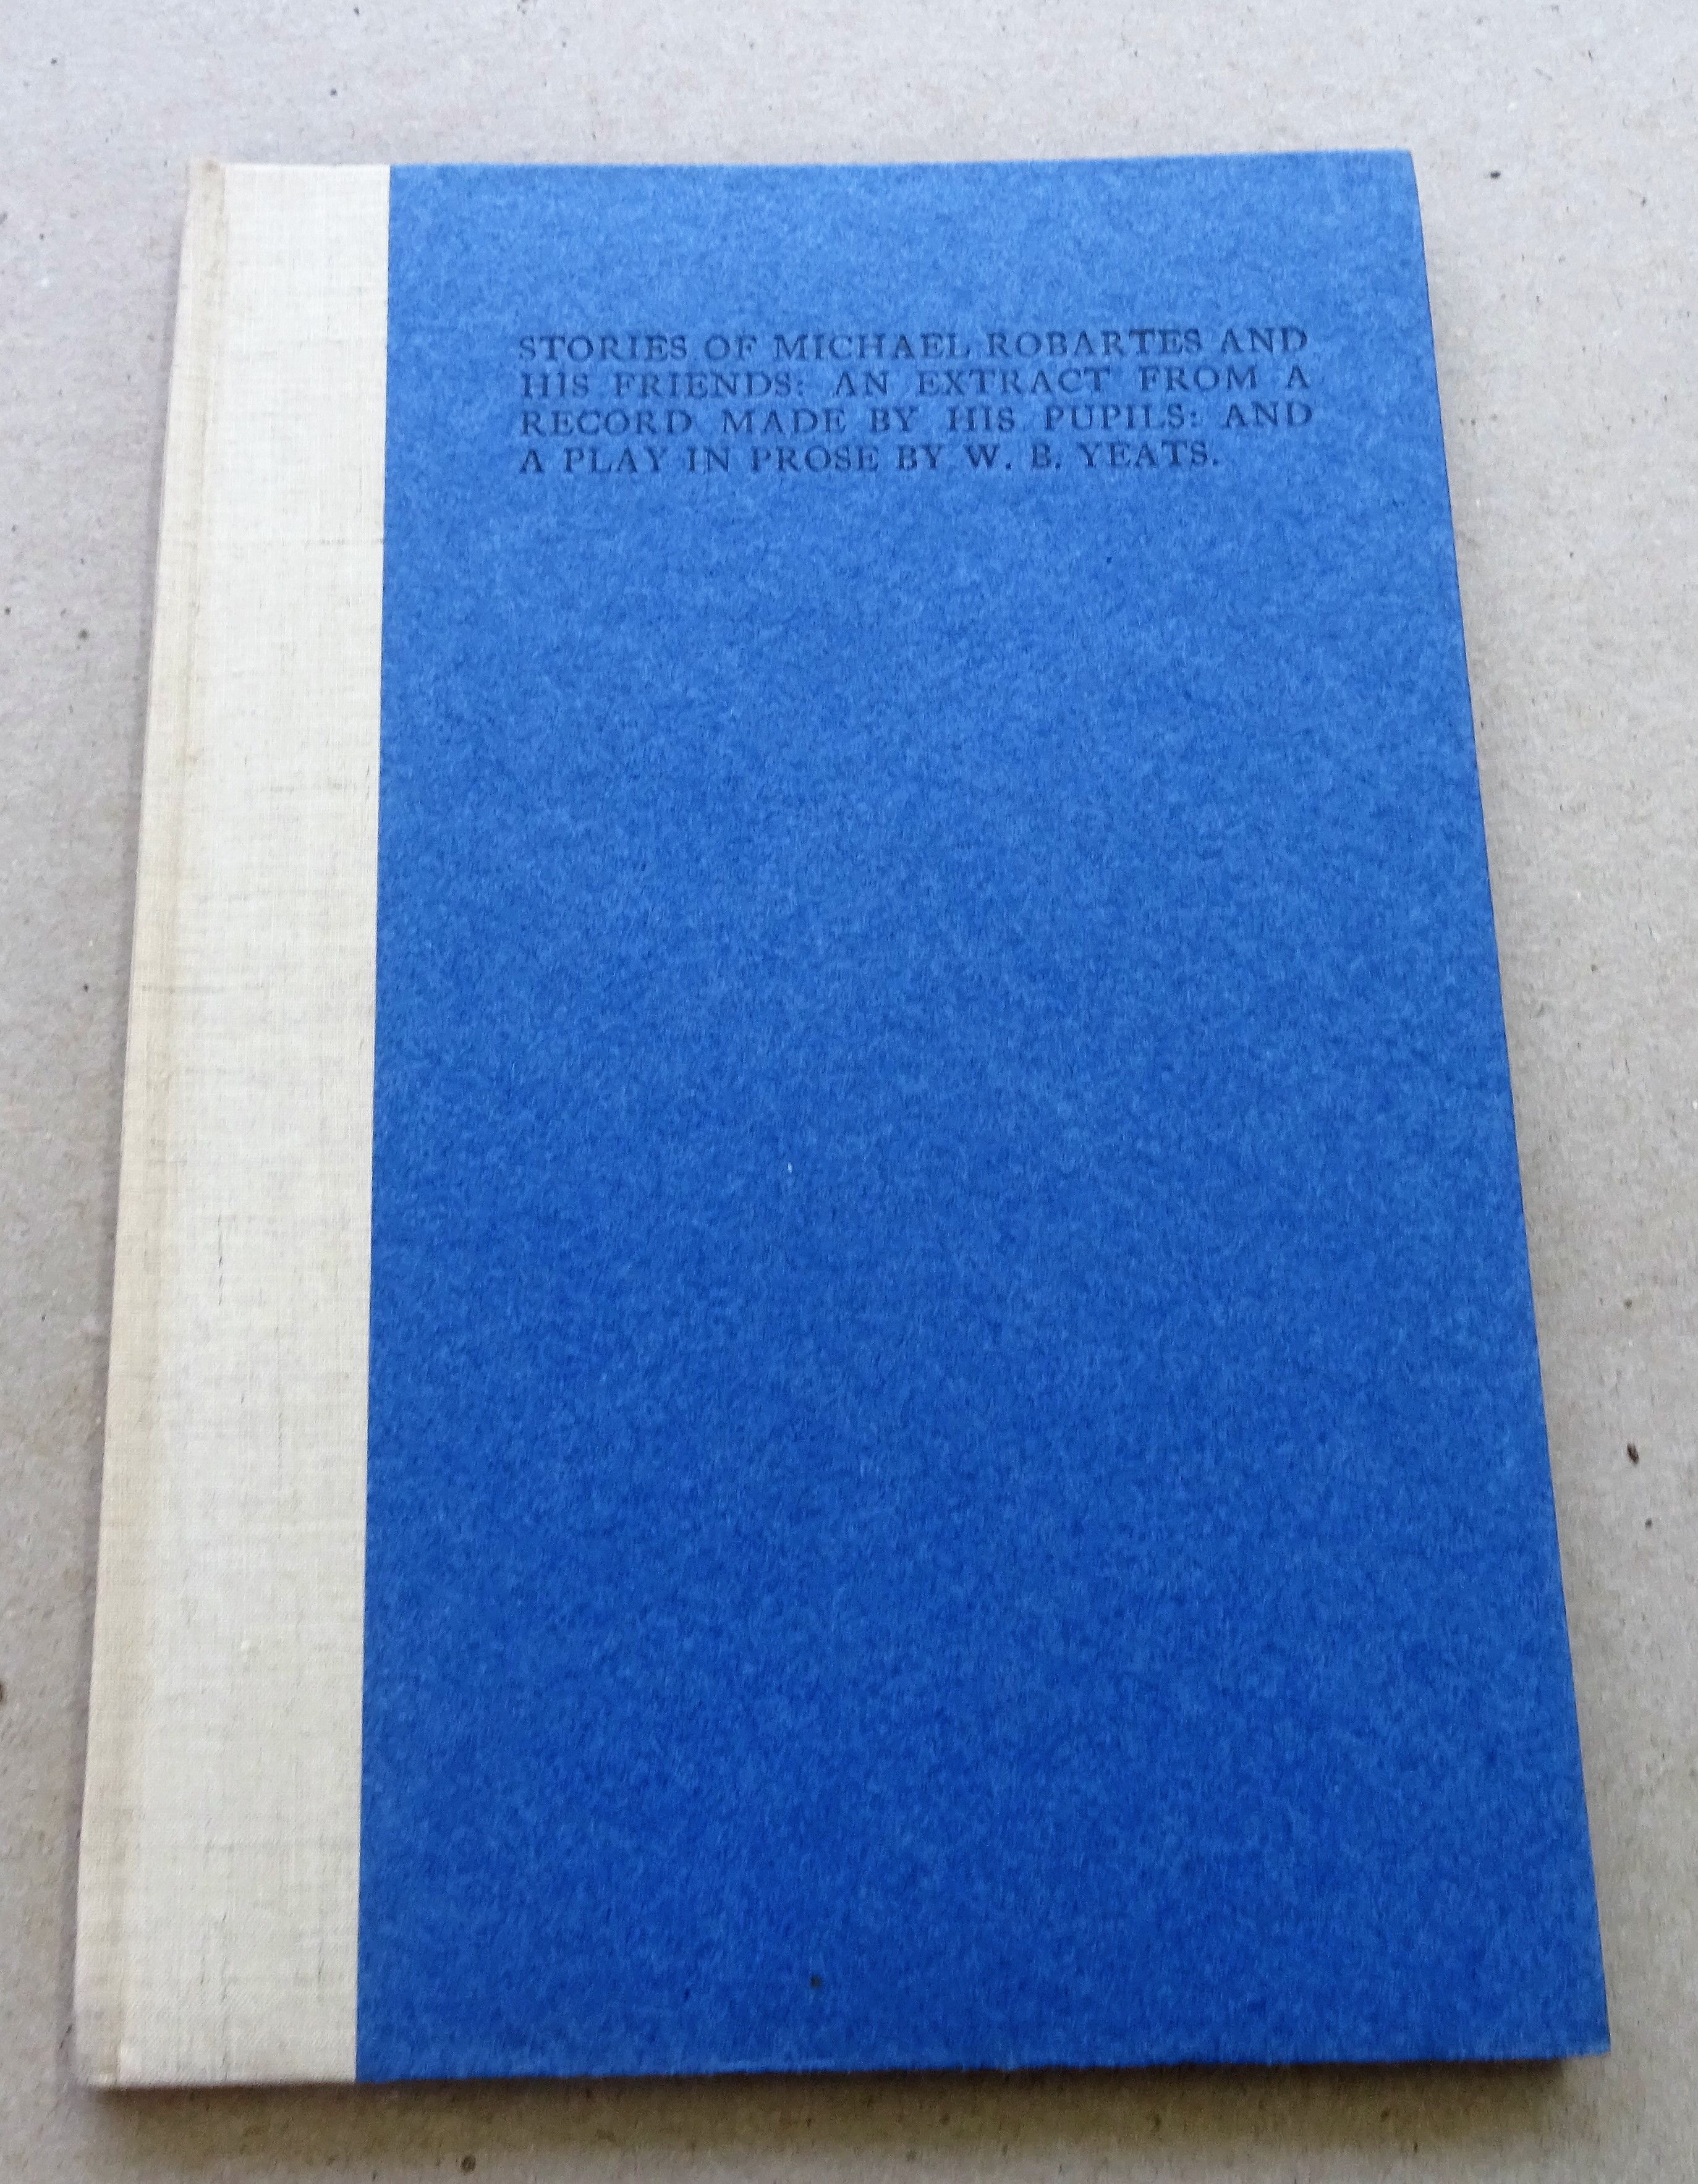 STORIES OF MICHAEL ROBARTES AND
HIS FRIENDS: AN EXTRACT FROM A
RECORD MADE BY HIS PUPILS: AND
A PLAY IN PROSE BY W. B. YEATS.